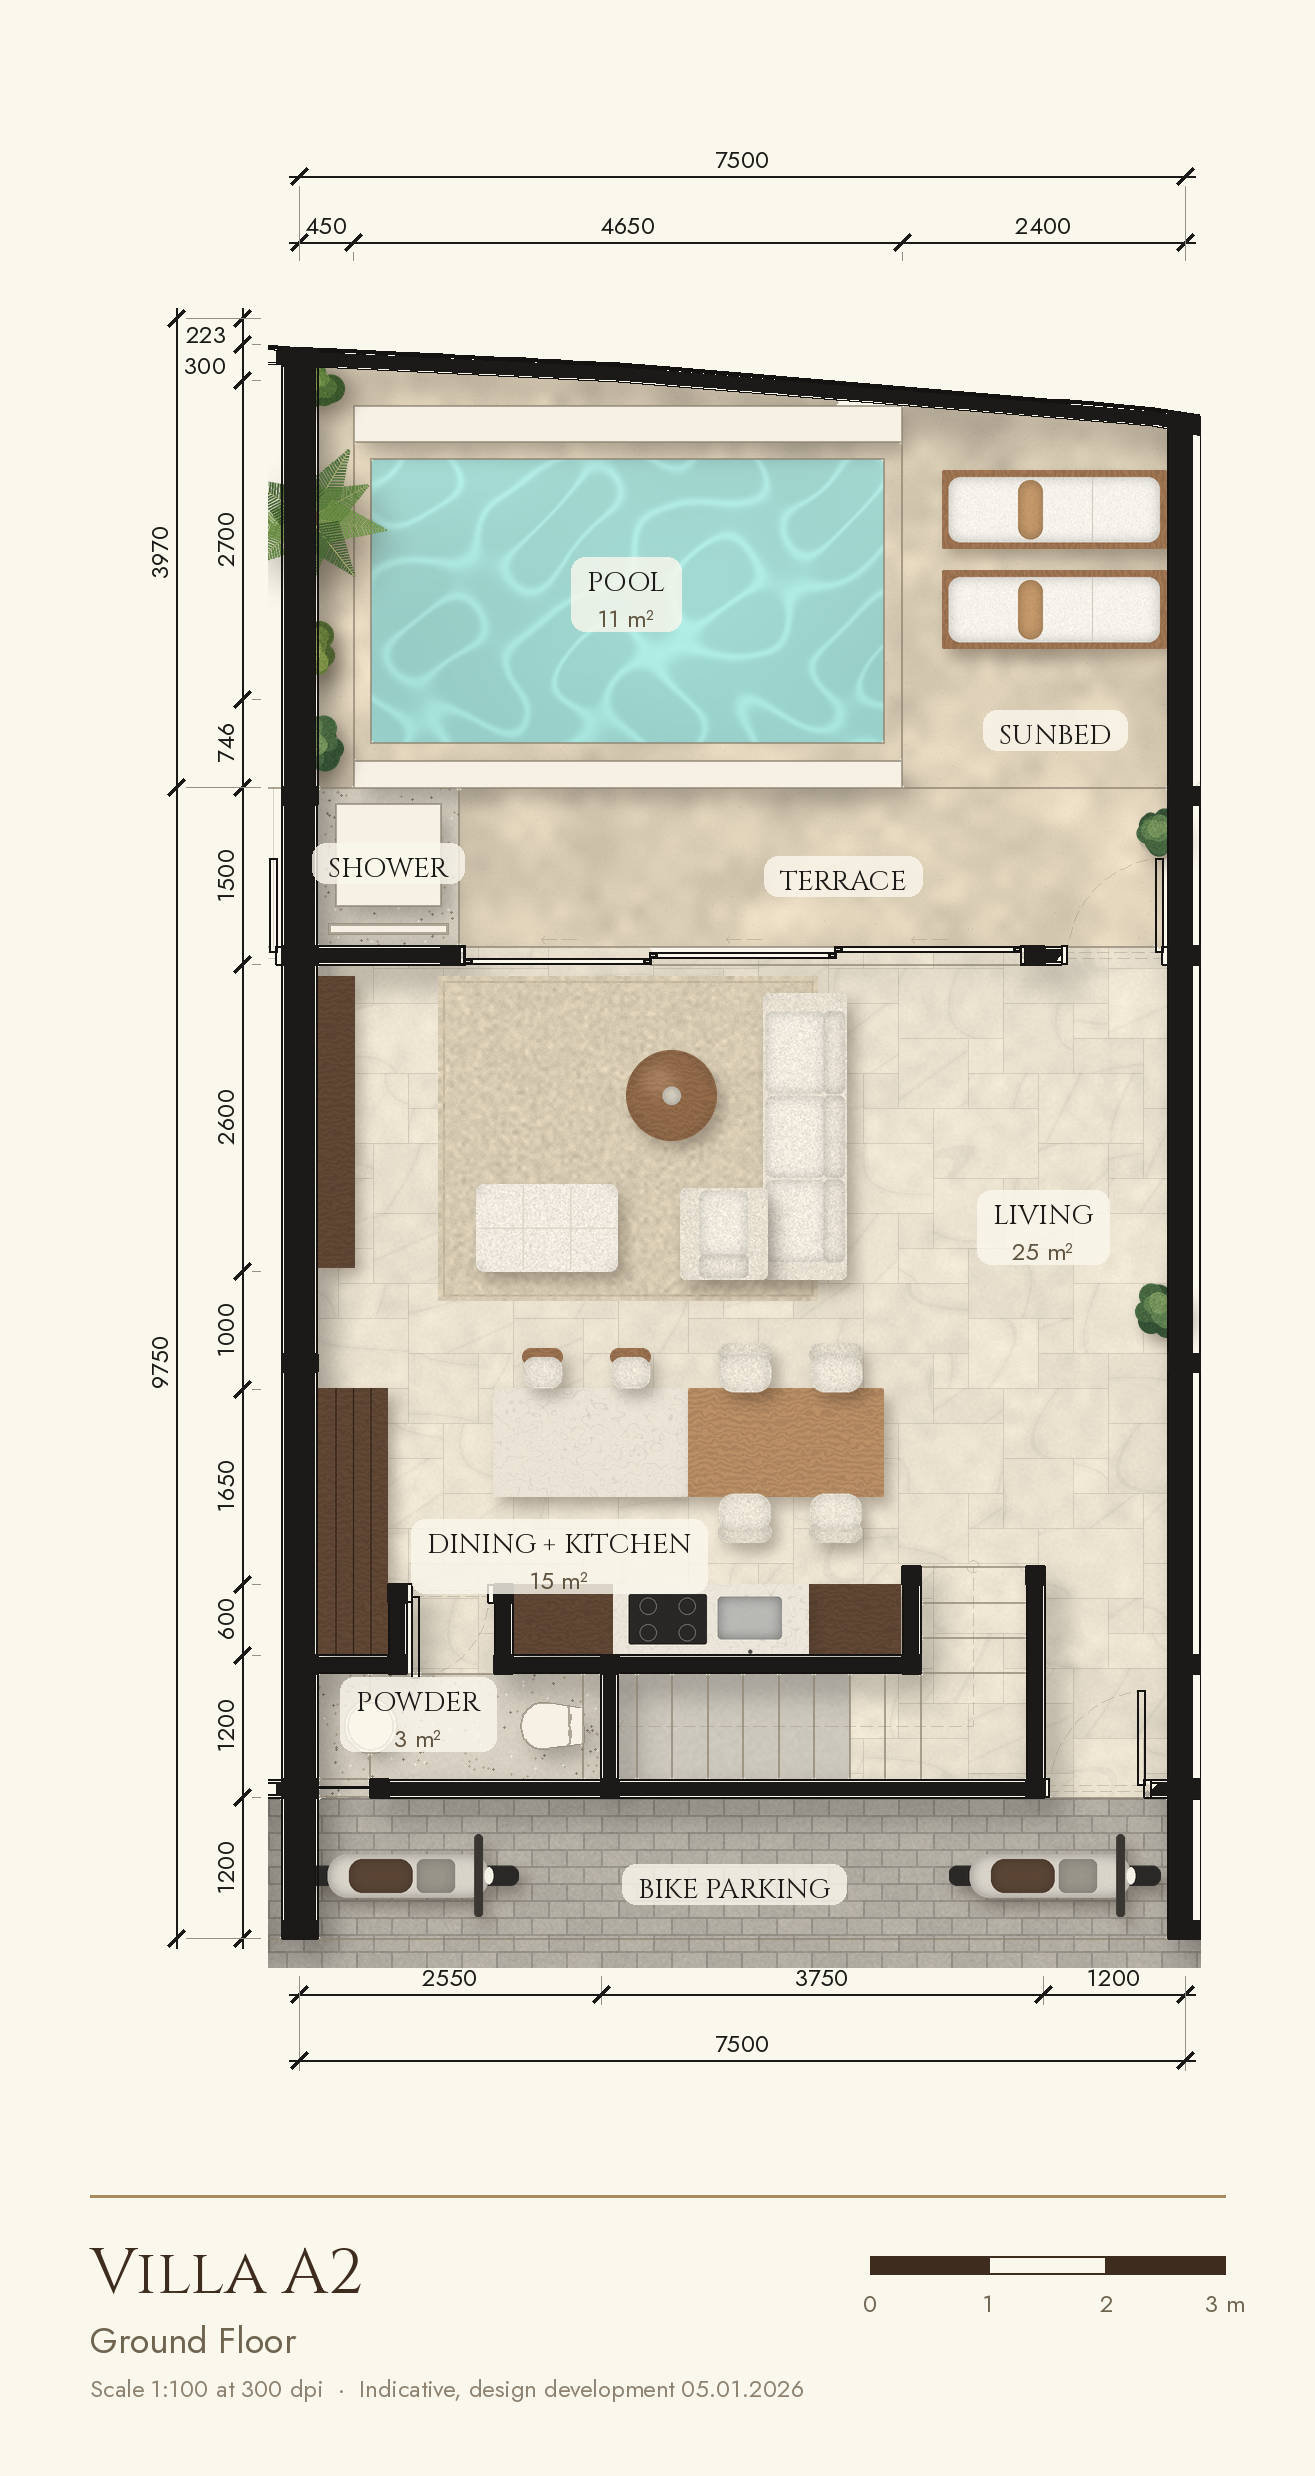 7500
450
4650
2400
223
300
3970
2700
746
POOL
11 m²
SUNBED
1500
SHOWER
TERRACE
2600
LIVING
25 m²
1000
9750
1650
DINING + KITCHEN
15 m²
600
1200
POWDER
3 m²
1200
BIKE PARKING
2550
3750
1200
7500
VILLA A2
Ground Floor
Scale 1:100 at 300 dpi · Indicative, design development 05.01.2026
0 1 2 3 m